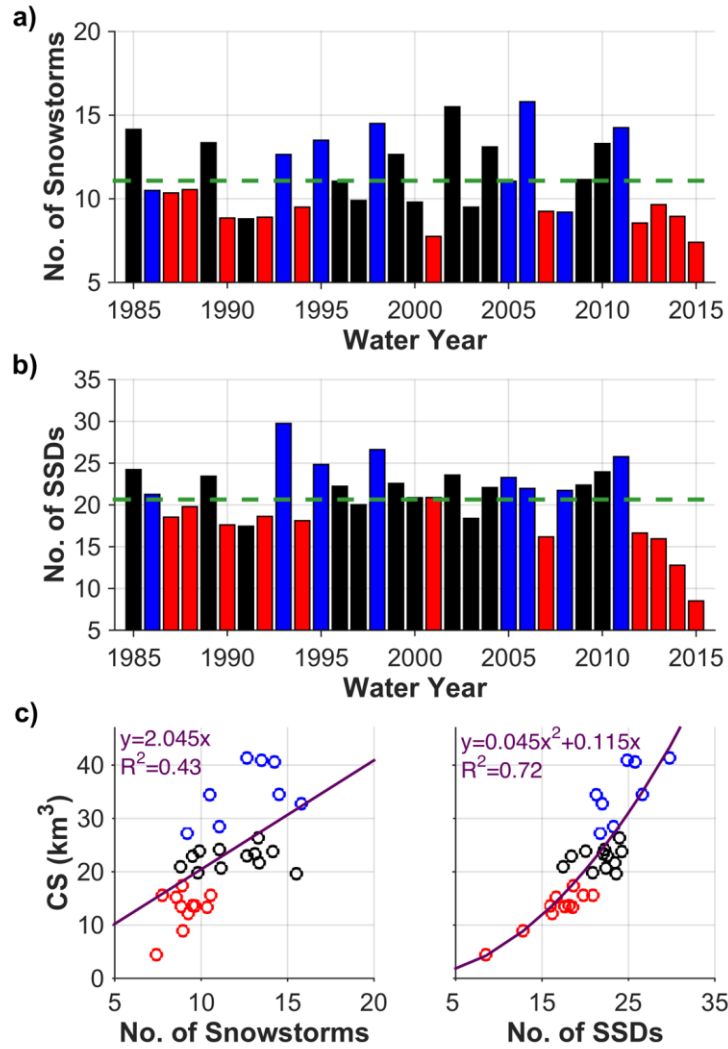 a)
20
15
10
5
No. of Snowstorms
1985 1990 1995 2000 2005 2010 2015
Water Year
b)
35
30
25
20
15
10
5
No. of SSDs
1985 1990 1995 2000 2005 2010 2015
Water Year
c)
y=2.045x
R²=0.43
y=0.045x²+0.115x
R²=0.72
40
30
20
10
0
CS (km³)
5 10 15 20
5 15 25 35
No. of Snowstorms
No. of SSDs